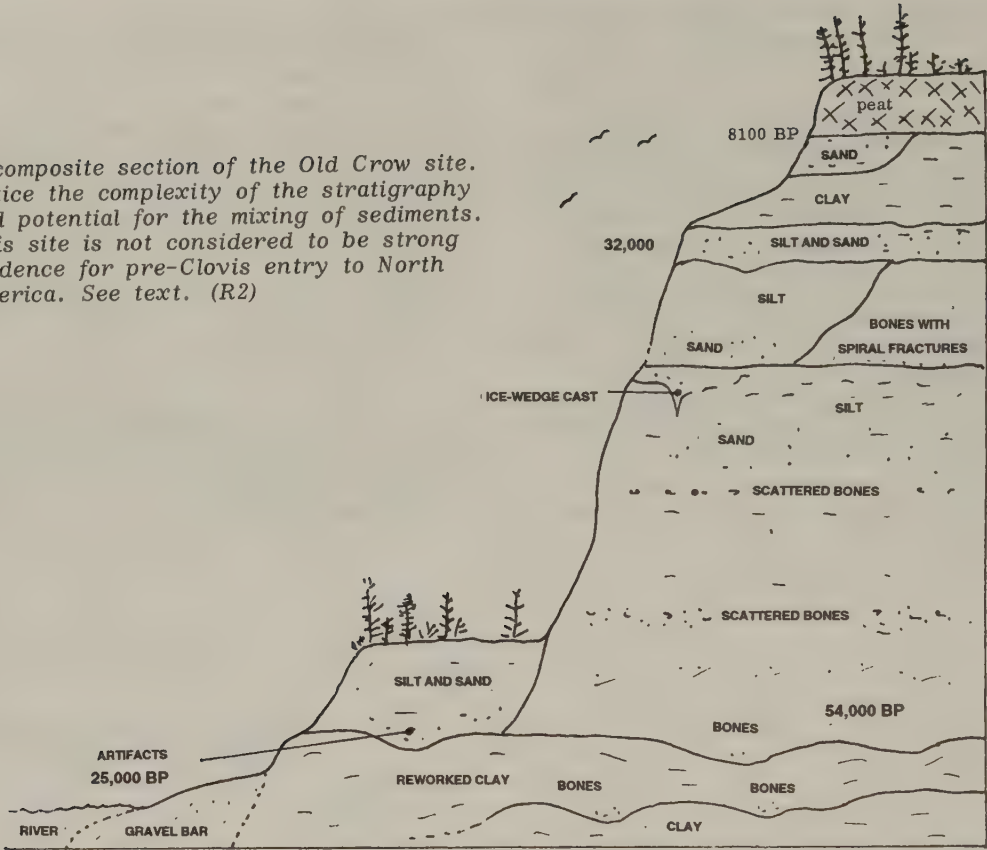 composite section of the Old Crow site.
ice the complexity of the stratigraphy
potential for the mixing of sediments.
is site is not considered to be strong
dence for pre-Clovis entry to North
erica. See text. (R2)
peat
8100 BP
SAND
CLAY
32,000
SILT AND SAND
SILT
BONES WITH
SPIRAL FRACTURES
SAND
ICE-WEDGE CAST
SILT
SAND
SCATTERED BONES
SCATTERED BONES
SILT AND SAND
54,000 BP
BONES
ARTIFACTS
25,000 BP
REWORKED CLAY
BONES
BONES
RIVER
GRAVEL BAR
CLAY